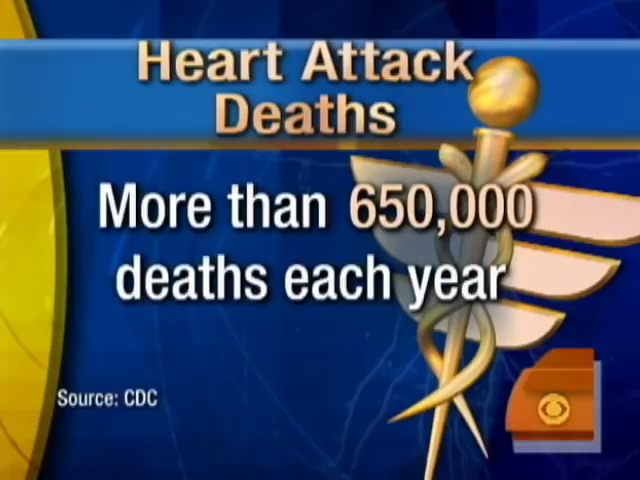 Heart Attack
Deaths
More than 650,000
deaths each year
Source: CDC